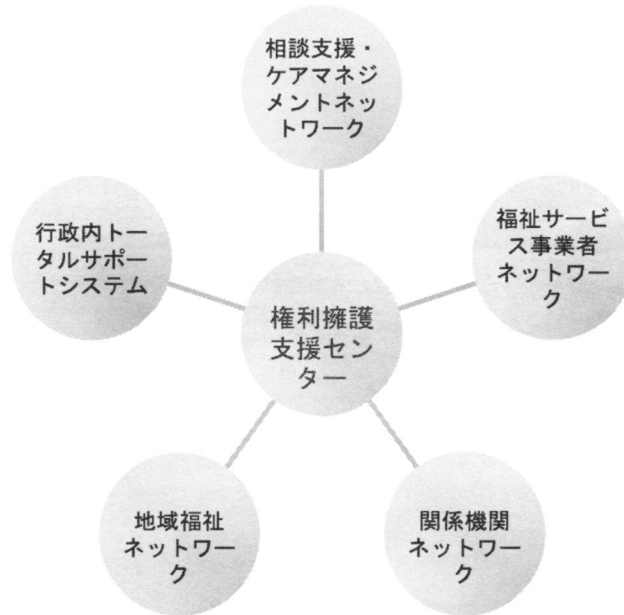 相談支援・
ケアマネジ
メントネッ
トワーク
行政内トー
タルサポー
トシステム
福祉サービ
ス事業者
ネットワー
ク
権利擁護
支援セン
ター
地域福祉
ネットワー
ク
関係機関
ネットワー
ク